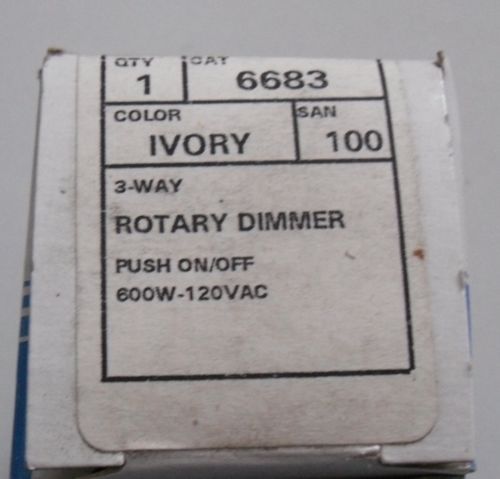 QTY CAT
1 6683
COLOR SAN
IVORY 100
3-WAY
ROTARY DIMMER
PUSH ON/OFF
600W-120VAC